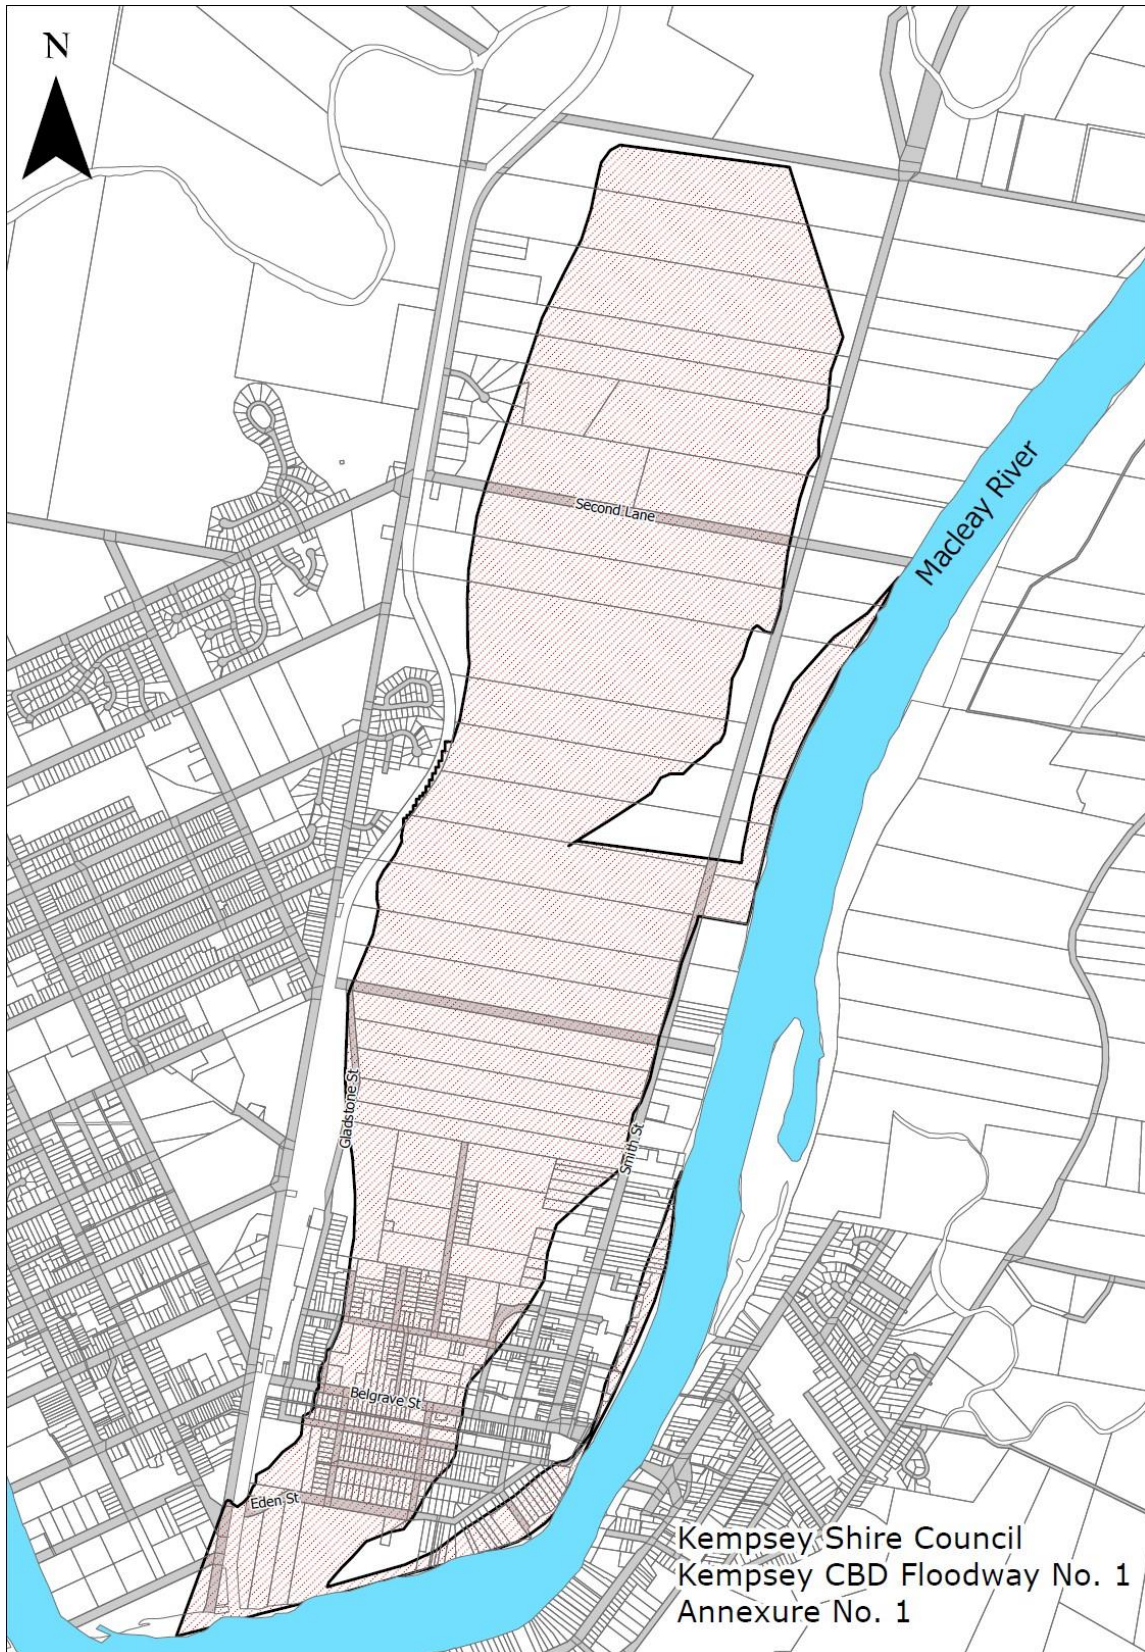 N
Second Lane
Macleay River
Gladstone St
Smith St
Belgrave St
Eden St
Kempsey Shire Council
Kempsey CBD Floodway No. 1
Annexure No. 1